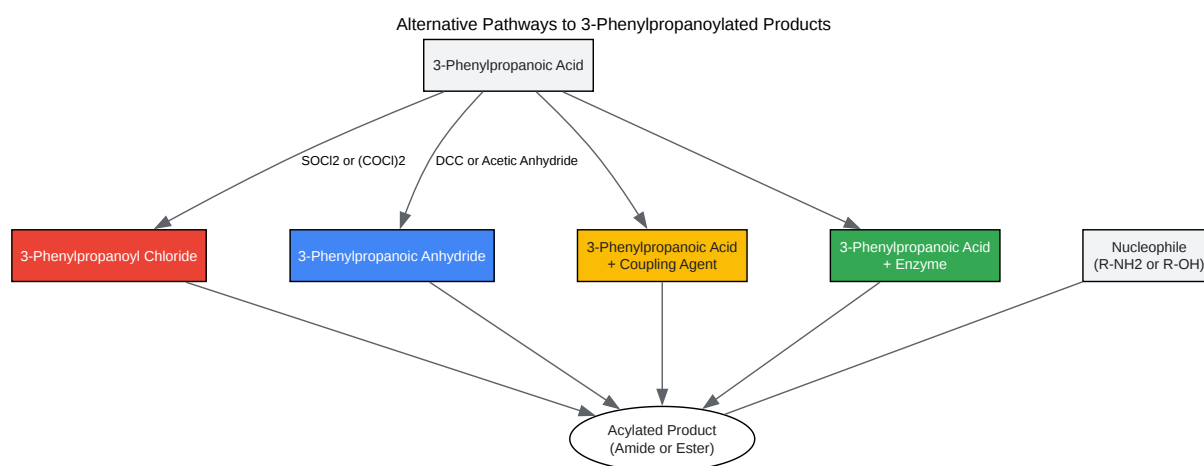 Alternative Pathways to 3-Phenylpropanoylated Products
3-Phenylpropanoic Acid
SOCl2 or (COCl)2
DCC or Acetic Anhydride
3-Phenylpropanoyl Chloride
3-Phenylpropanoic Anhydride
3-Phenylpropanoic Acid
+ Coupling Agent
3-Phenylpropanoic Acid
+ Enzyme
Nucleophile
(R-NH2 or R-OH)
Acylated Product
(Amide or Ester)